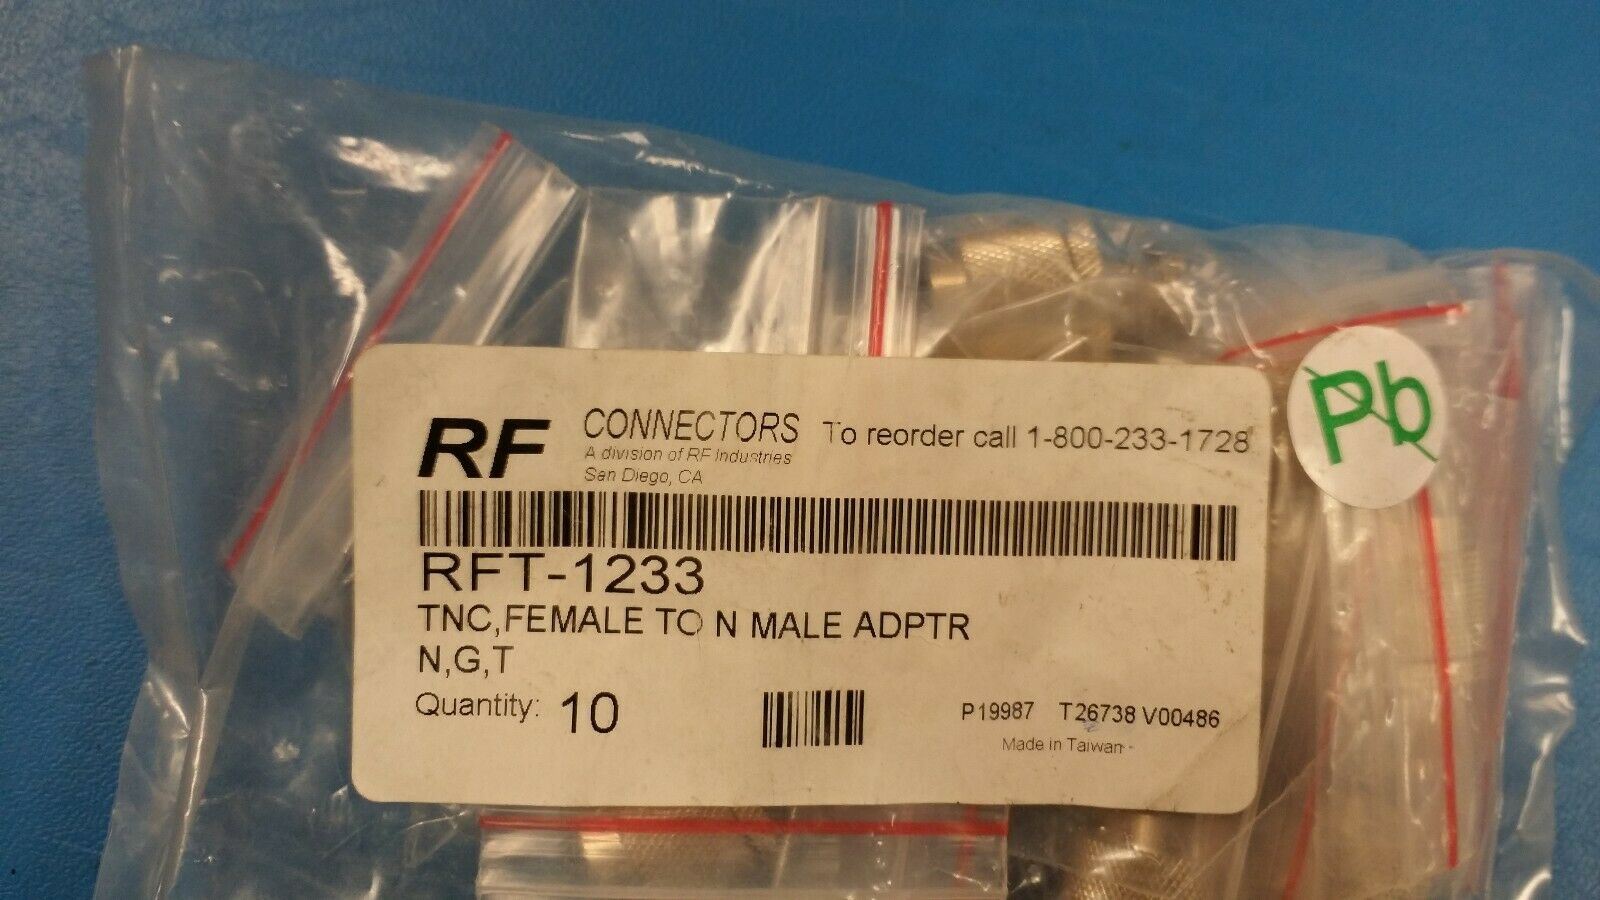 RF CONNECTORS To reorder call 1-800-233-1728
A division of RF Industries
San Diego, CA
Pb
RFT-1233
TNC,FEMALE TO N MALE ADPTR
N,G,T
Quantity: 10
P19987 T26738 V00486
Made in Taiwan